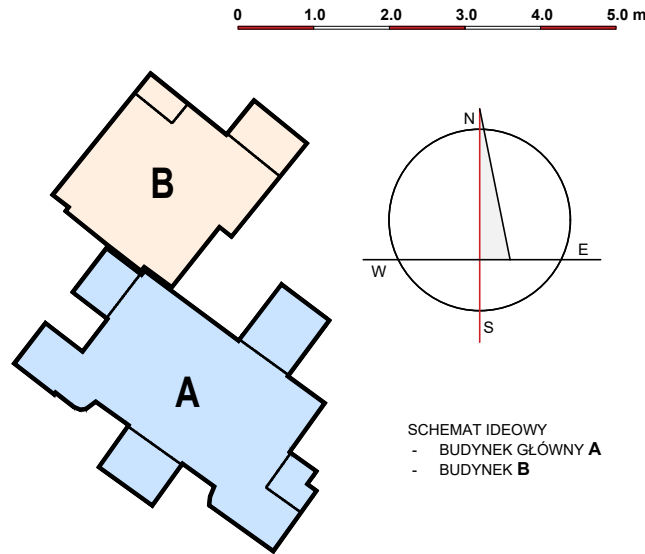 0 1.0 2.0 3.0 4.0 5.0 m
N
B
E
W
S
A
SCHEMAT IDEOWY
- BUDYNEK GŁÓWNY A
- BUDYNEK B